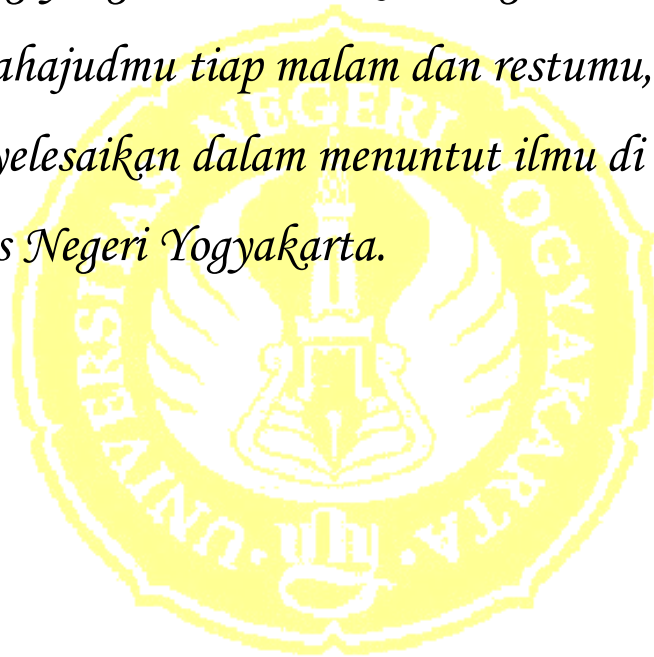 ahajudmu tiap malam dan restumu,
yelesaikan dalam menuntut ilmu di
s Negeri Yogyakarta.
UNIVERSITAS NEGERI YOGYAKARTA